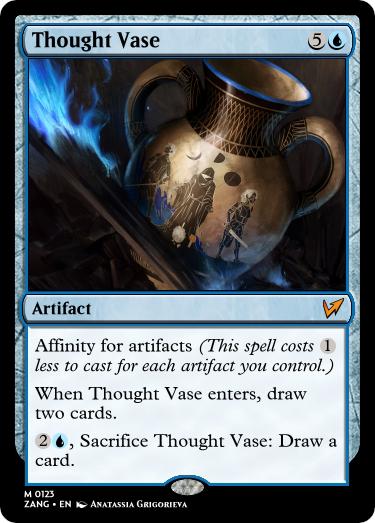 Thought Vase 5
Artifact
Affinity for artifacts (This spell costs 1
less to cast for each artifact you control.)
When Thought Vase enters, draw
two cards.
2, Sacrifice Thought Vase: Draw a
card.
M 0123
ZANG • EN Anatassia Grigorieva